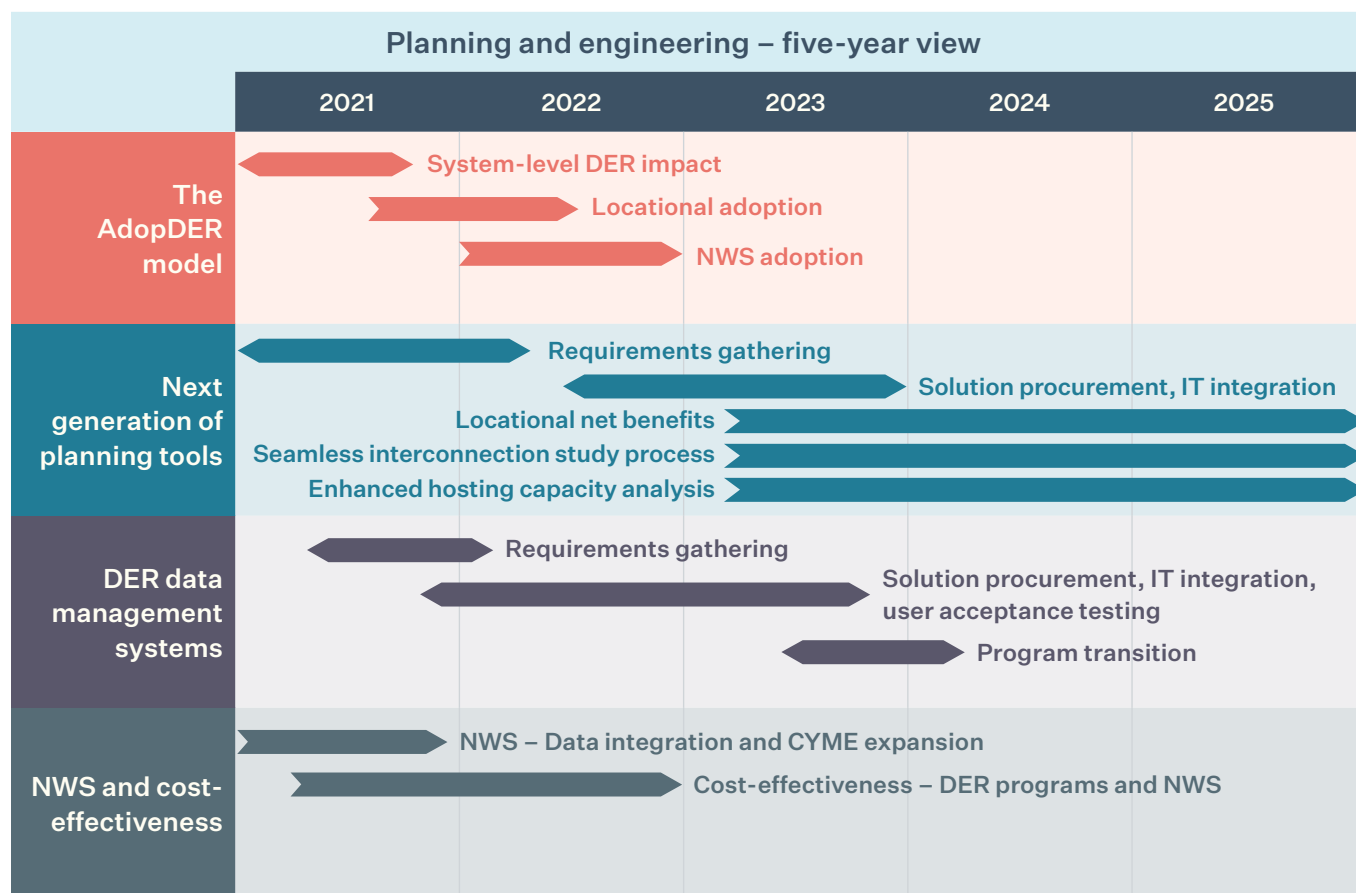 Planning and engineering – five-year view
2021 2022 2023 2024 2025
The
AdopDER
model
System-level DER impact
Locational adoption
NWS adoption
Next
generation of
planning tools
Requirements gathering
Solution procurement, IT integration
Locational net benefits
Seamless interconnection study process
Enhanced hosting capacity analysis
DER data
management
systems
Requirements gathering
Solution procurement, IT integration,
user acceptance testing
Program transition
NWS and cost-
effectiveness
NWS – Data integration and CYME expansion
Cost-effectiveness – DER programs and NWS